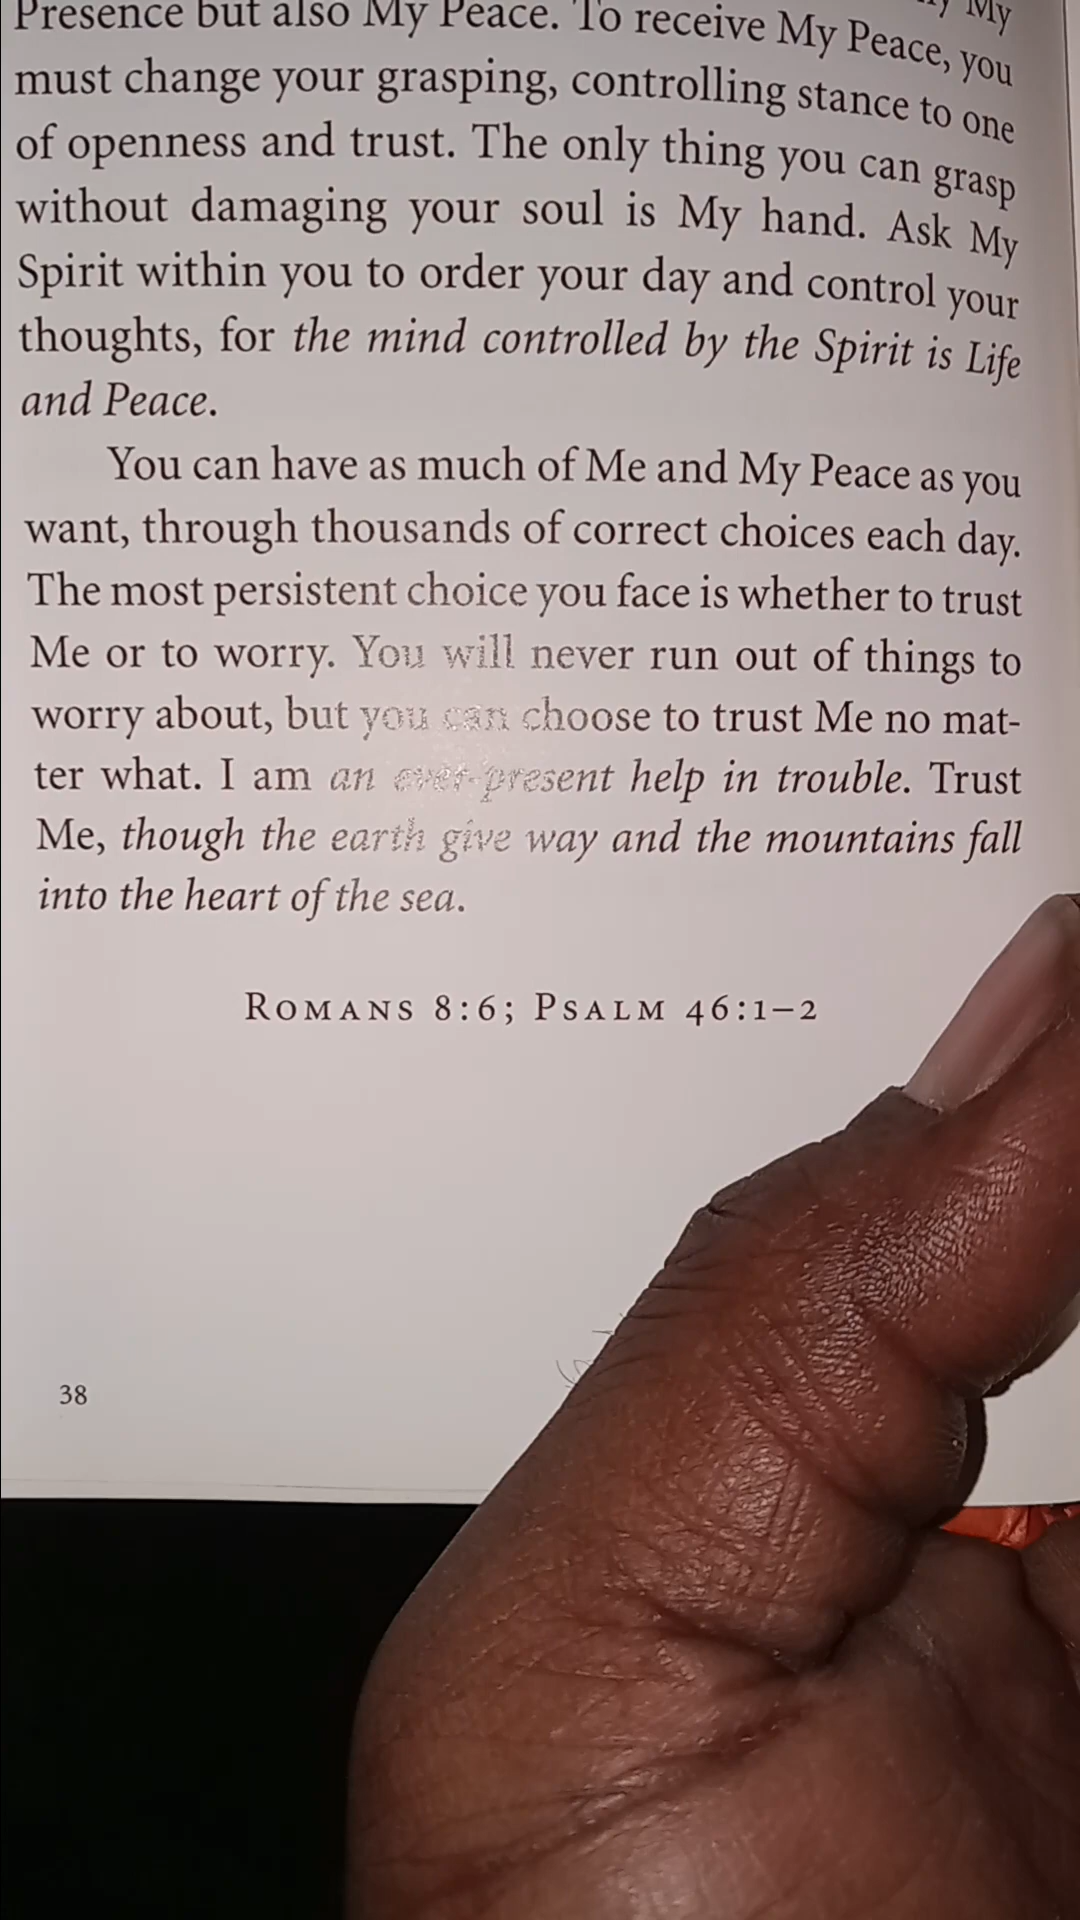 Presence but also My Peace. To receive My Peace, you
must change your grasping, controlling stance to one
of openness and trust. The only thing you can grasp
without damaging your soul is My hand. Ask My
Spirit within you to order your day and control your
thoughts, for the mind controlled by the Spirit is Life
and Peace.
You can have as much of Me and My Peace as you
want, through thousands of correct choices each day.
The most persistent choice you face is whether to trust
Me or to worry. You will never run out of things to
worry about, but you can choose to trust Me no mat-
ter what. I am an ever-present help in trouble. Trust
Me, though the earth give way and the mountains fall
into the heart of the sea.
ROMANS 8:6; PSALM 46:1–2
38